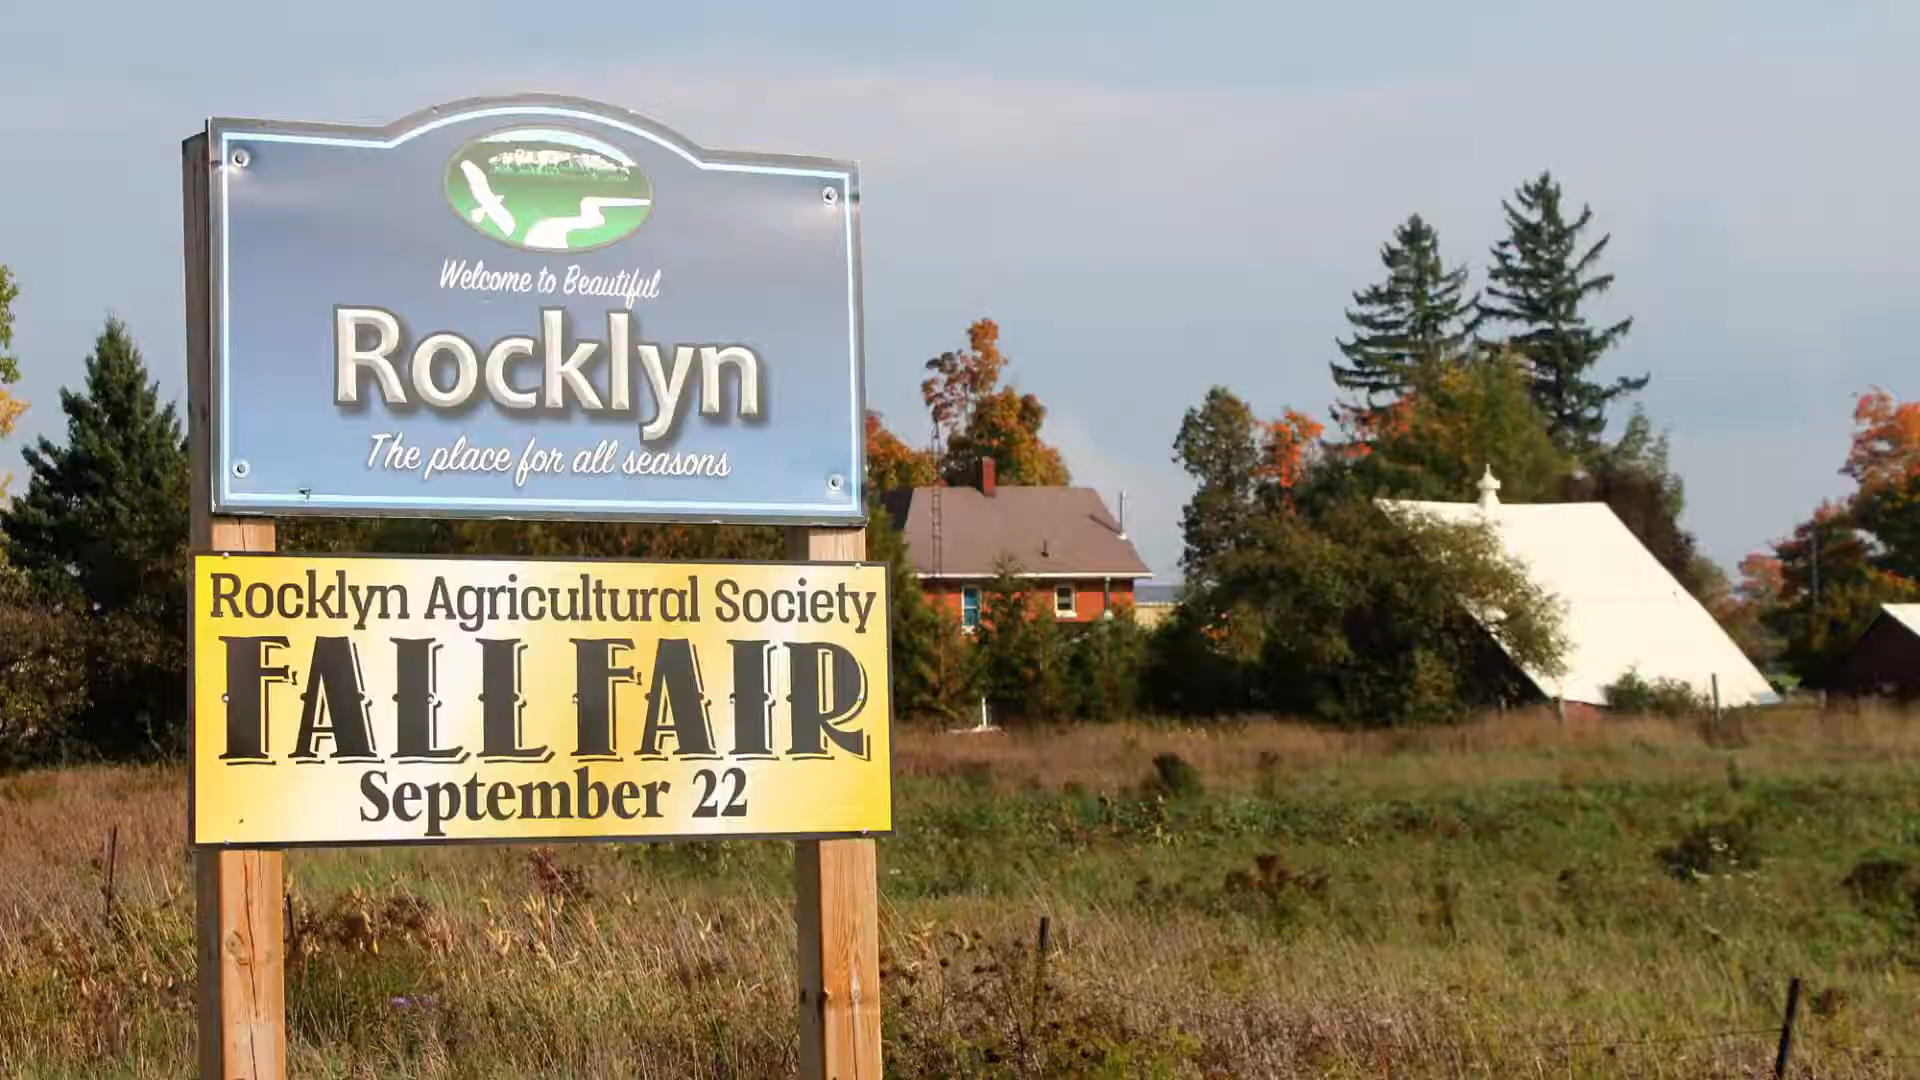 Welcome to Beautiful
Rocklyn
The place for all seasons
Rocklyn Agricultural Society
FALL FAIR
September 22